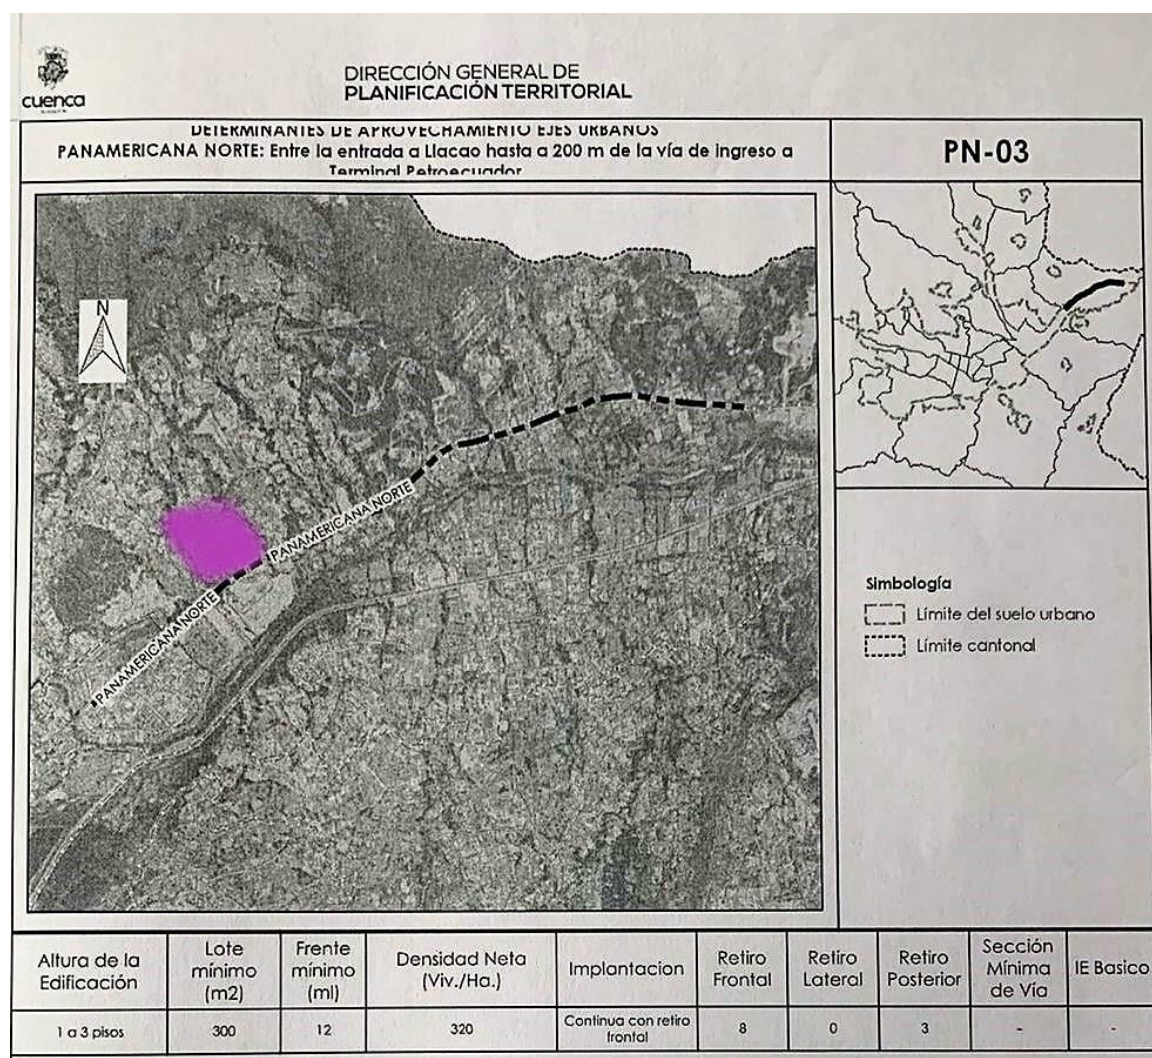 cuenca
DIRECCIÓN GENERAL DE
PLANIFICACIÓN TERRITORIAL
DETERMINANTES DE APROVECHAMIENTO EJES URBANOS
PANAMERICANA NORTE: Entre la entrada a Llacao hasta a 200 m de la vía de ingreso a
Terminal Petroecuador
PN-03
N
PANAMERICANA NORTE
PANAMERICANA NORTE
Simbología
Límite del suelo urbano
Límite cantonal
Altura de la
Edificación
Lote
mínimo
(m2)
Frente
mínimo
(ml)
Densidad Neta
(Viv./Ha.)
Implantacion
Retiro
Frontal
Retiro
Lateral
Retiro
Posterior
Sección
Mínima
de Vía
IE Basico
1 a 3 pisos
300
12
320
Continua con retiro
frontal
8
0
3
-
-